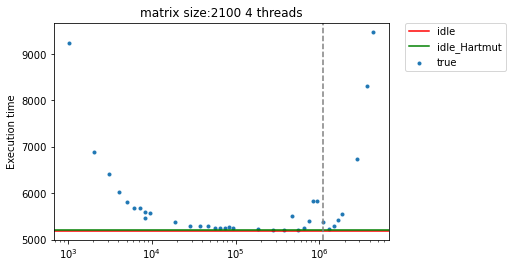 matrix size:2100 4 threads
idle
idle_Hartmut
true
Execution time
9000
8000
7000
6000
5000
10³ 10⁴ 10⁵ 10⁶